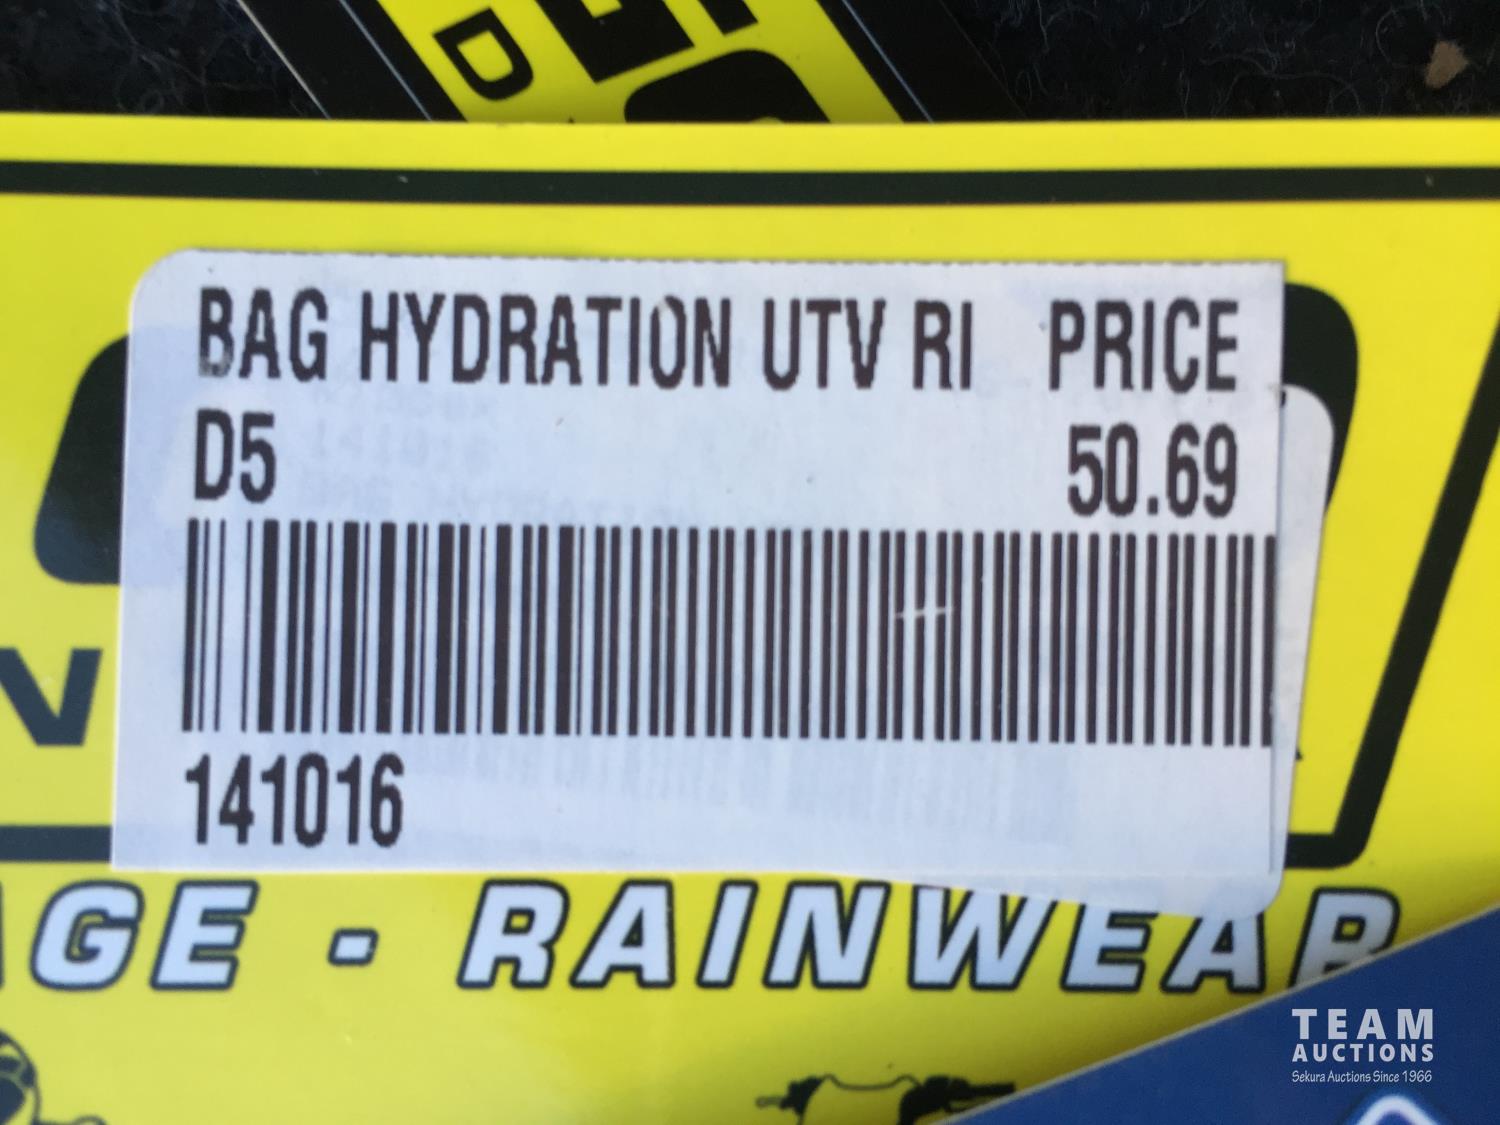 D
BAG HYDRATION UTV RI PRICE
D5 50.69
N
141016
AGE - RAINWEAR
TEAM
AUCTIONS
Sekura Auctions Since 1966